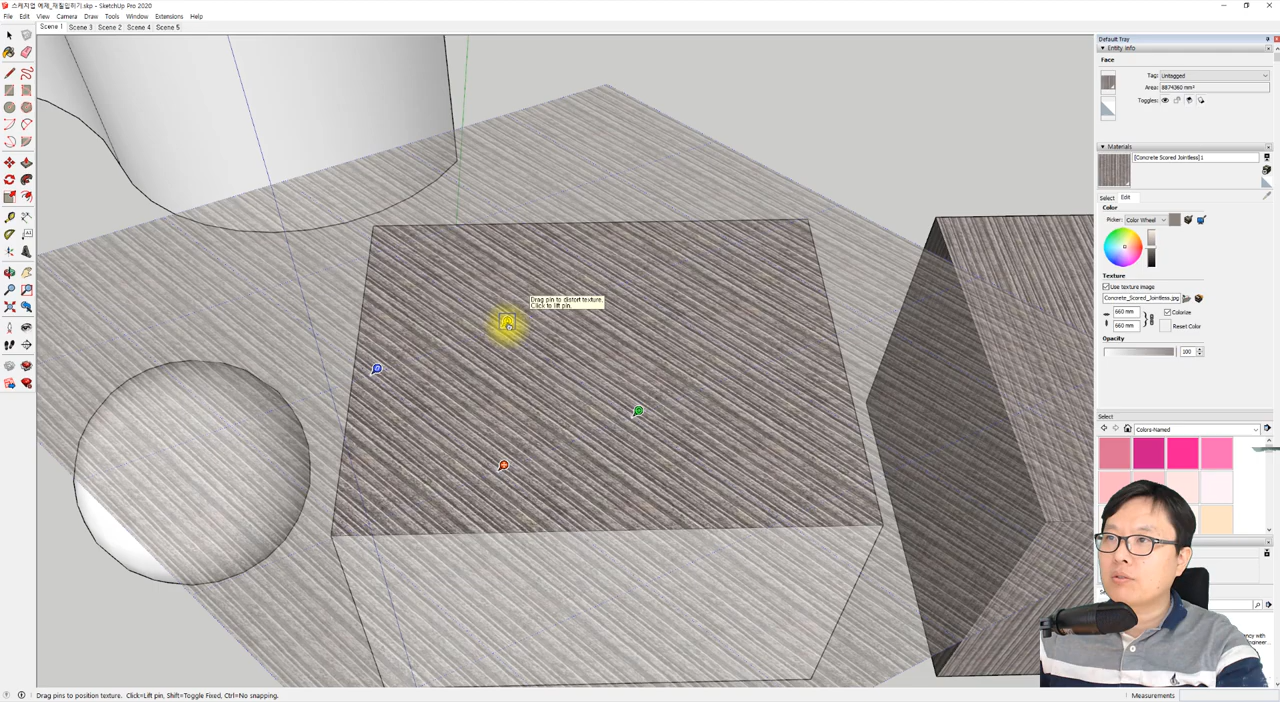 스케치업 예제_재질입히기.skp - SketchUp Pro 2020
File Edit View Camera Draw Tools Window Extensions Help
Scene 1 Scene 3 Scene 2 Scene 4 Scene 5
Default Tray
Entity Info
Face
Tag: Untagged
Area: 8874360 mm²
Toggles:
Materials
[Concrete Scored Jointless]1
Select Edit
Color
Picker: Color Wheel
Texture
Use texture image
Concrete_Scored_Jointless.jpg
660 mm
Colorize
660 mm
Reset Color
Opacity
100
Select
Colors-Named
Drag pin to distort texture.
Click to lift pin.
Drag pins to position texture. Click=Lift pin, Shift=Toggle Fixed, Ctrl=No snapping.
Measurements